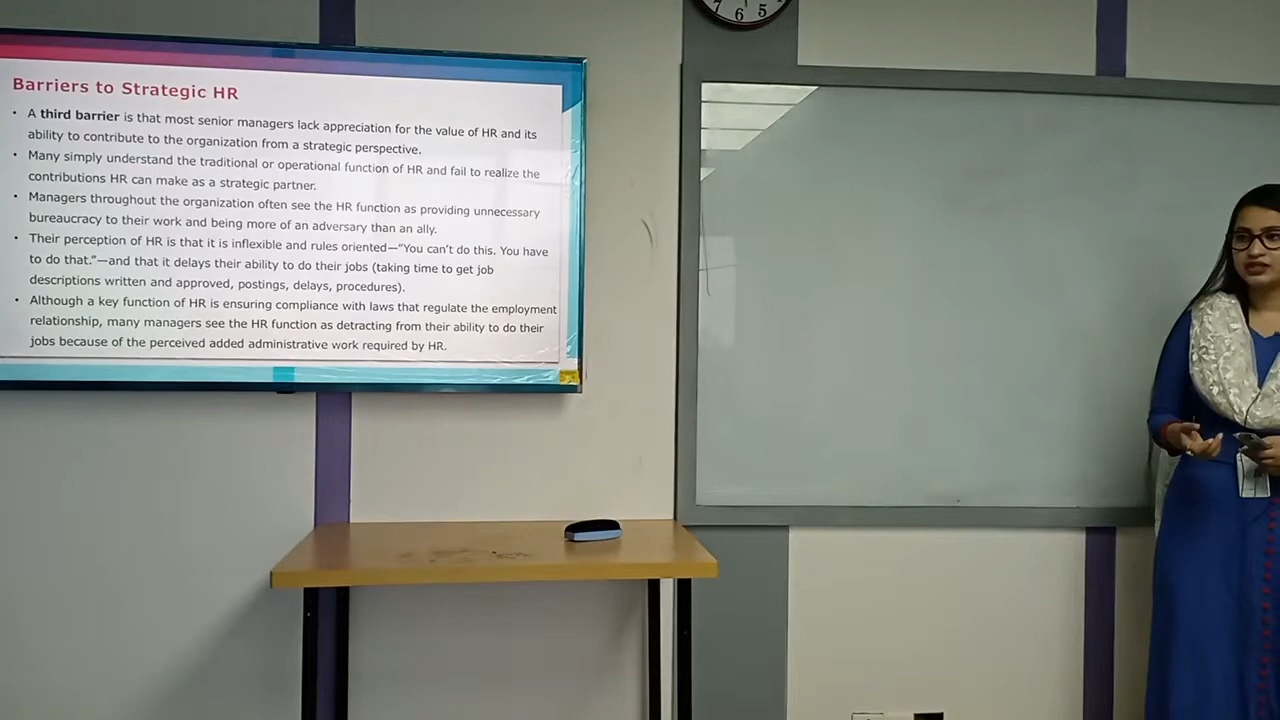 7 6 5
Barriers to Strategic HR
• A third barrier is that most senior managers lack appreciation for the value of HR and its
ability to contribute to the organization from a strategic perspective.
• Many simply understand the traditional or operational function of HR and fail to realize the
contributions HR can make as a strategic partner.
• Managers throughout the organization often see the HR function as providing unnecessary
bureaucracy to their work and being more of an adversary than an ally.
• Their perception of HR is that it is inflexible and rules oriented—“You can’t do this. You have
to do that.”—and that it delays their ability to do their jobs (taking time to get job
descriptions written and approved, postings, delays, procedures).
• Although a key function of HR is ensuring compliance with laws that regulate the employment
relationship, many managers see the HR function as detracting from their ability to do their
jobs because of the perceived added administrative work required by HR.